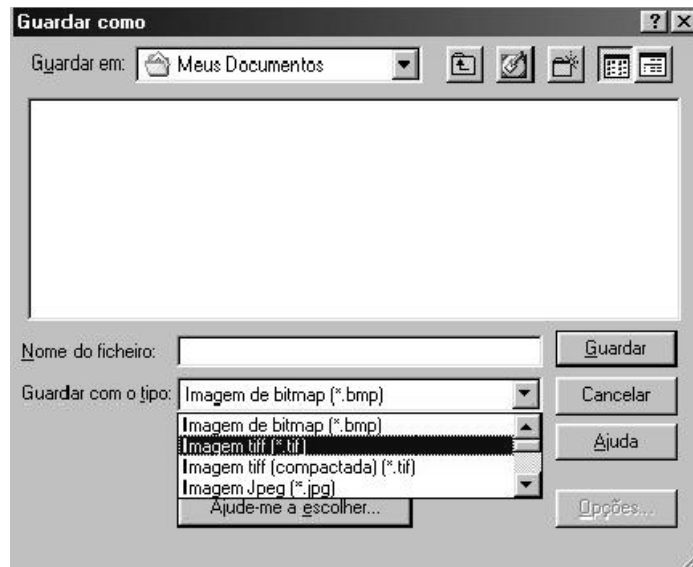 Guardar como
Guardar em: Meus Documentos
Nome do ficheiro:
Guardar
Guardar com o tipo: Imagem de bitmap (*.bmp)
Cancelar
Imagem de bitmap (*.bmp)
Imagem tiff (*.tif)
Ajuda
Imagem tiff (compactada) (*.tif)
Imagem Jpeg (*.jpg)
Ajude-me a escolher...
Opções...